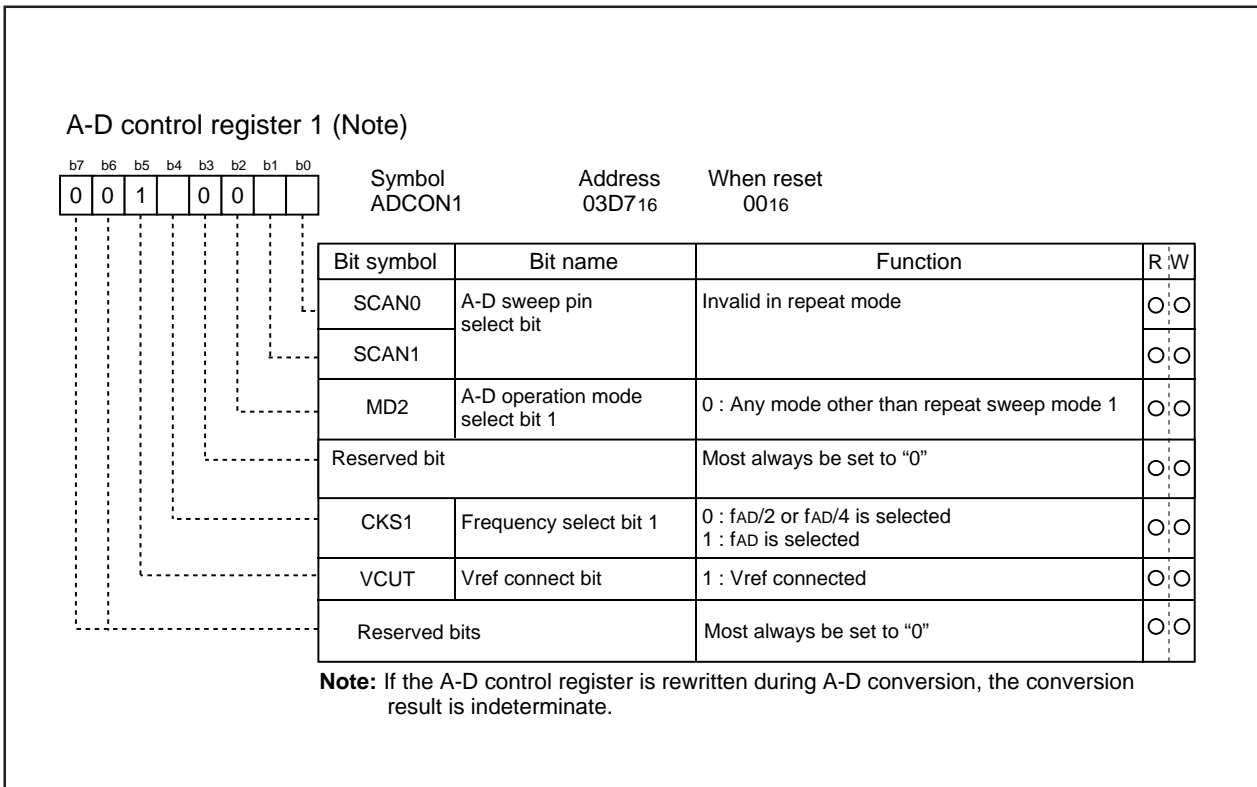 A-D control register 1 (Note)
b7 b6 b5 b4 b3 b2 b1 b0
0 0 1 0 0
Symbol Address When reset
ADCON1 03D716 0016
Bit symbol Bit name Function R W
SCAN0 A-D sweep pin select bit Invalid in repeat mode
SCAN1
MD2 A-D operation mode select bit 1 0 : Any mode other than repeat sweep mode 1
Reserved bit Most always be set to “0”
CKS1 Frequency select bit 1 0 : fAD/2 or fAD/4 is selected
1 : fAD is selected
VCUT Vref connect bit 1 : Vref connected
Reserved bits Most always be set to “0”
Note: If the A-D control register is rewritten during A-D conversion, the conversion
result is indeterminate.